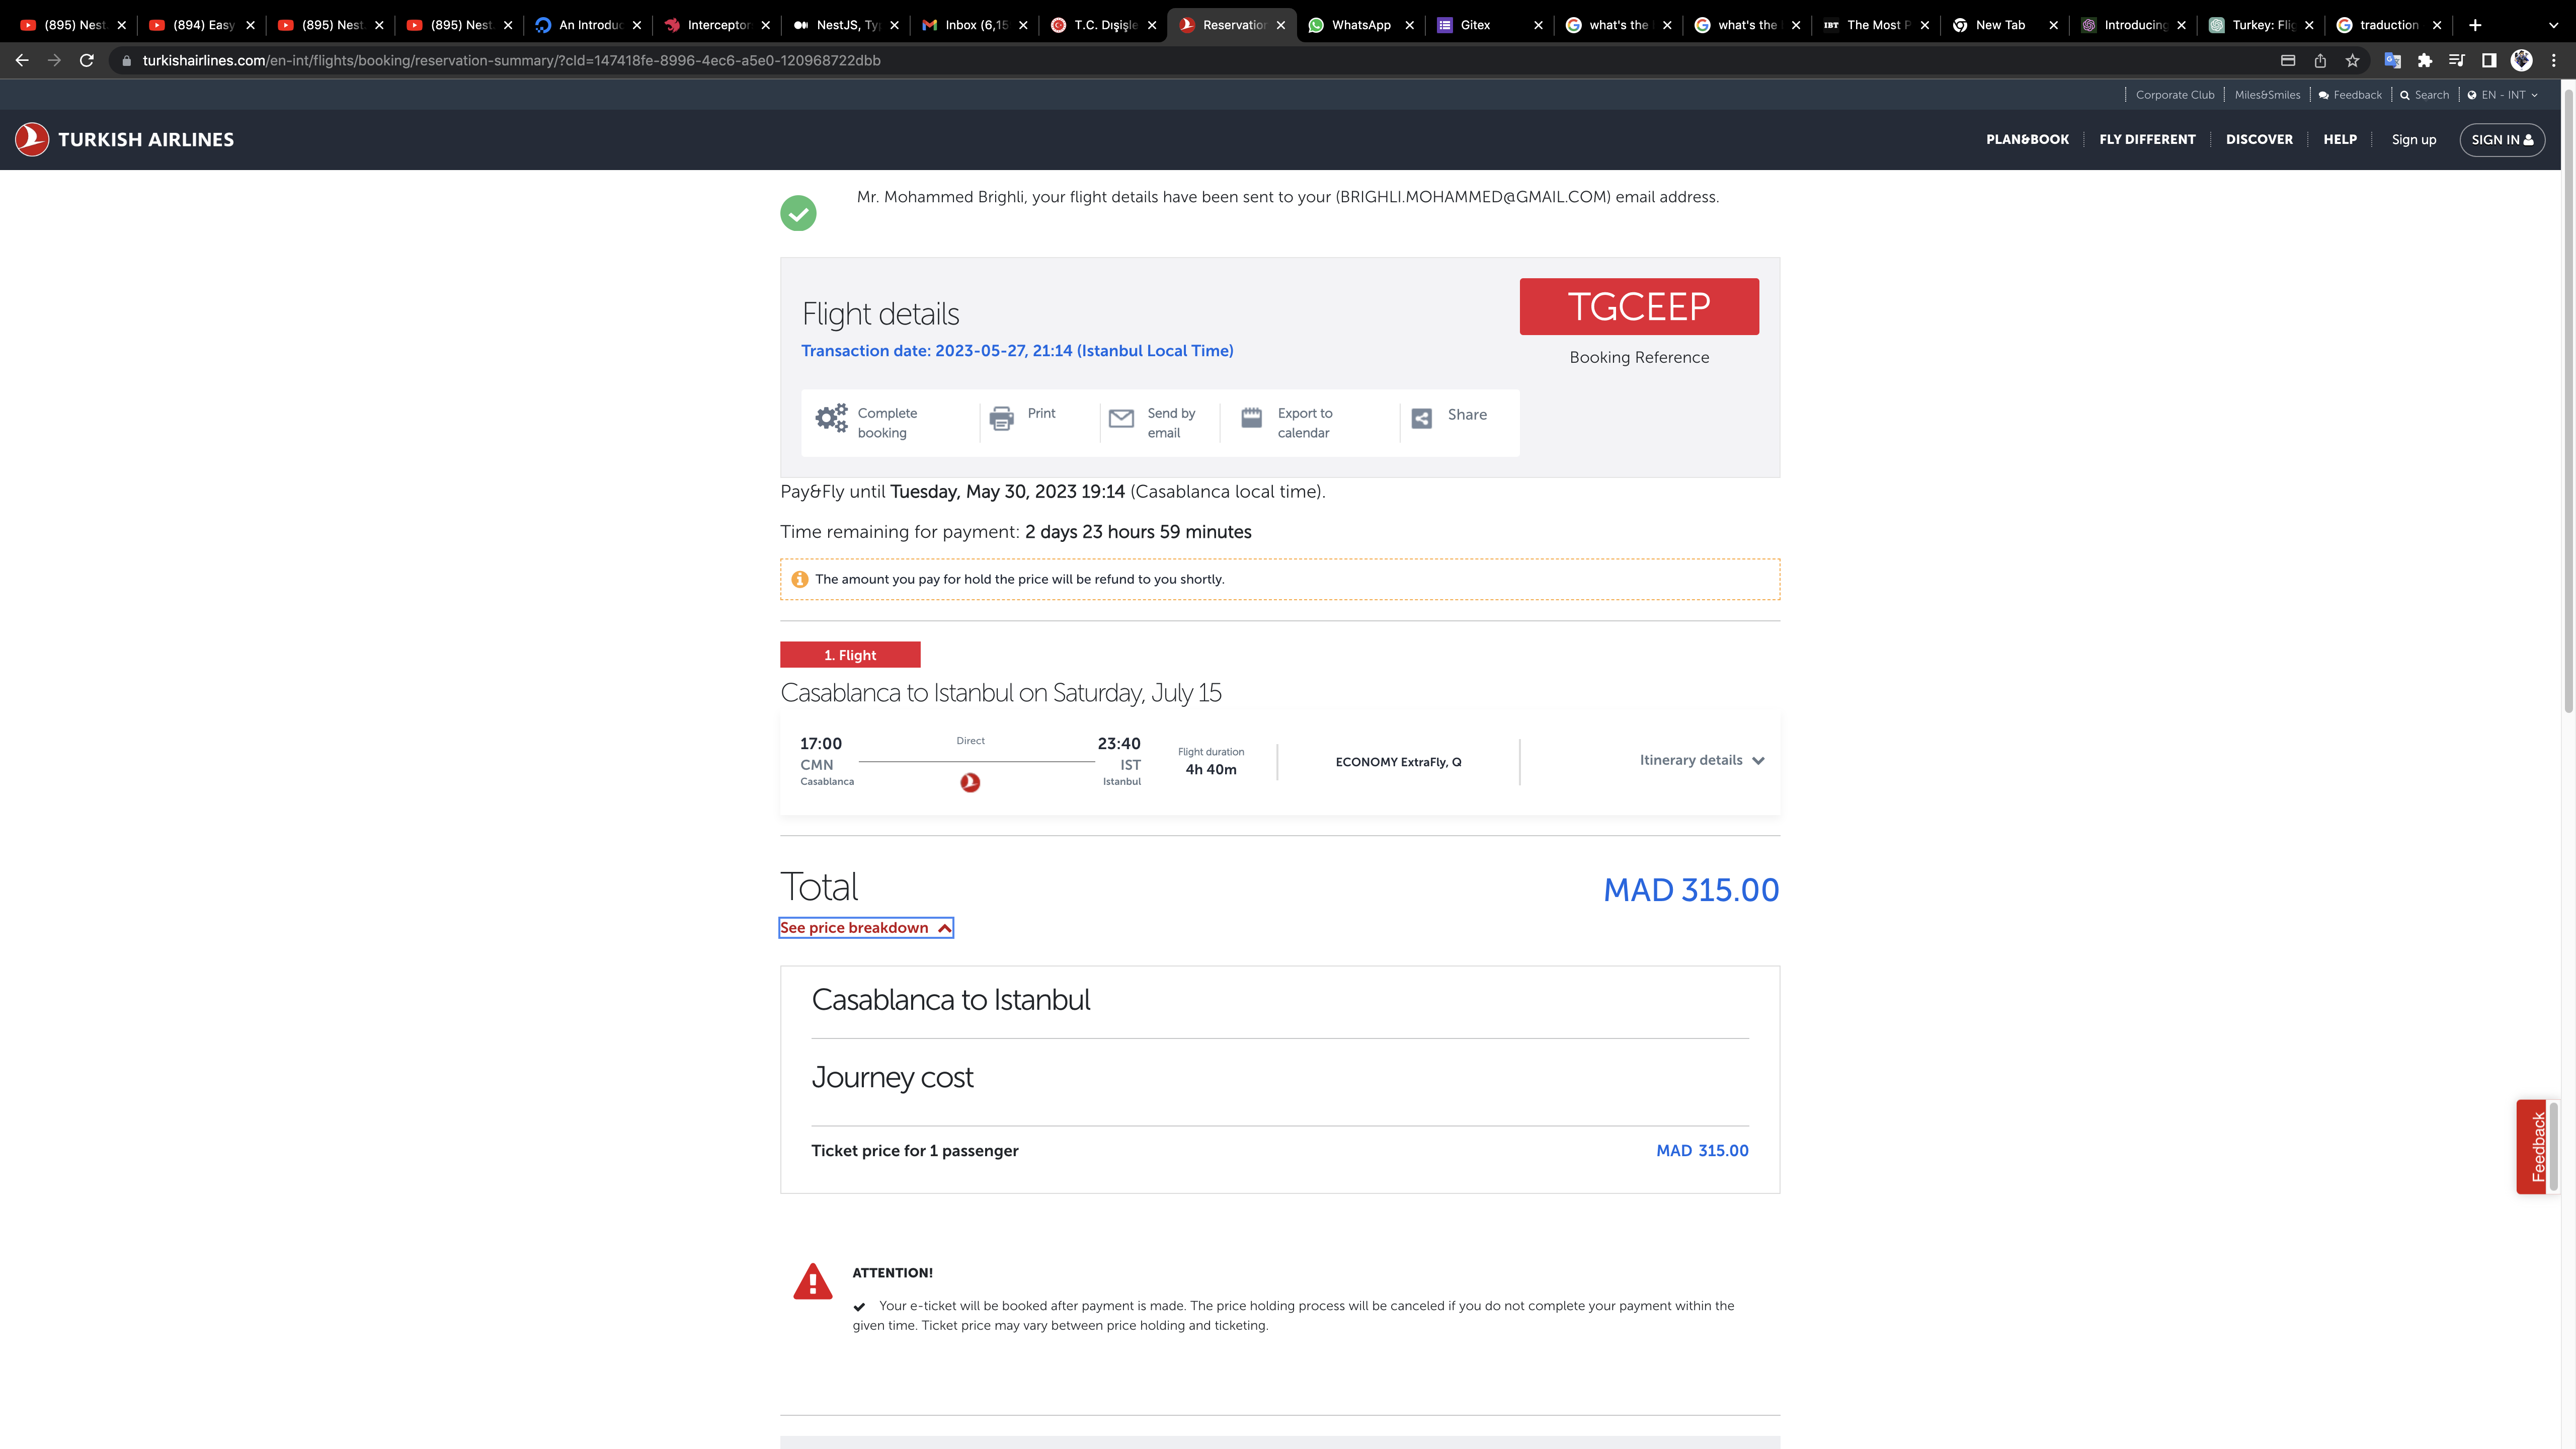 (895) Nest.
(894) Easy
(895) Nest.
(895) Nest.
An Introduc
Interceptor
NestJS, Ty
Inbox (6,15
T.C. Dışişle
Reservation
WhatsApp
Gitex
what's the
what's the
IBT
The Most P
New Tab
Introducing
Turkey: Flig
traduction
turkishairlines.com/en-int/flights/booking/reservation-summary/?cId=147418fe-8996-4ec6-a5e0-120968722dbb
Corporate Club
Miles&Smiles
Feedback
Search
EN - INT
TURKISH AIRLINES
PLAN&BOOK
FLY DIFFERENT
DISCOVER
HELP
Sign up
SIGN IN
Mr. Mohammed Brighli, your flight details have been sent to your (BRIGHLI.MOHAMMED@GMAIL.COM) email address.
Flight details
TGCEEP
Transaction date: 2023-05-27, 21:14 (Istanbul Local Time)
Booking Reference
Complete
booking
Print
Send by
email
Export to
calendar
Share
Pay&Fly until Tuesday, May 30, 2023 19:14 (Casablanca local time).
Time remaining for payment: 2 days 23 hours 59 minutes
The amount you pay for hold the price will be refund to you shortly.
1. Flight
Casablanca to Istanbul on Saturday, July 15
17:00
CMN
Casablanca
Direct
23:40
IST
Istanbul
Flight duration
4h 40m
ECONOMY ExtraFly, Q
Itinerary details
Total
MAD 315.00
See price breakdown
Casablanca to Istanbul
Journey cost
Ticket price for 1 passenger
MAD 315.00
Feedback
ATTENTION!
Your e-ticket will be booked after payment is made. The price holding process will be canceled if you do not complete your payment within the
given time. Ticket price may vary between price holding and ticketing.